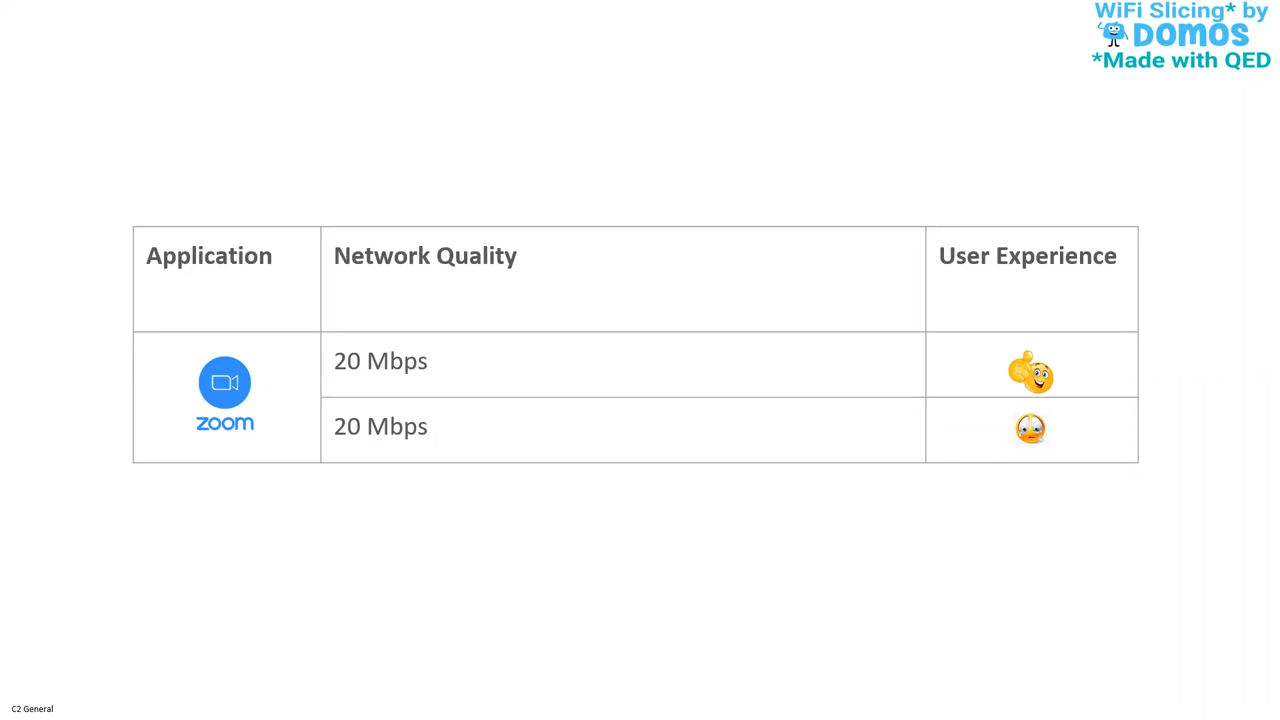 WiFi Slicing* by
DOMOS
*Made with QED
Application
Network Quality
User Experience
zoom
20 Mbps
20 Mbps
C2 General